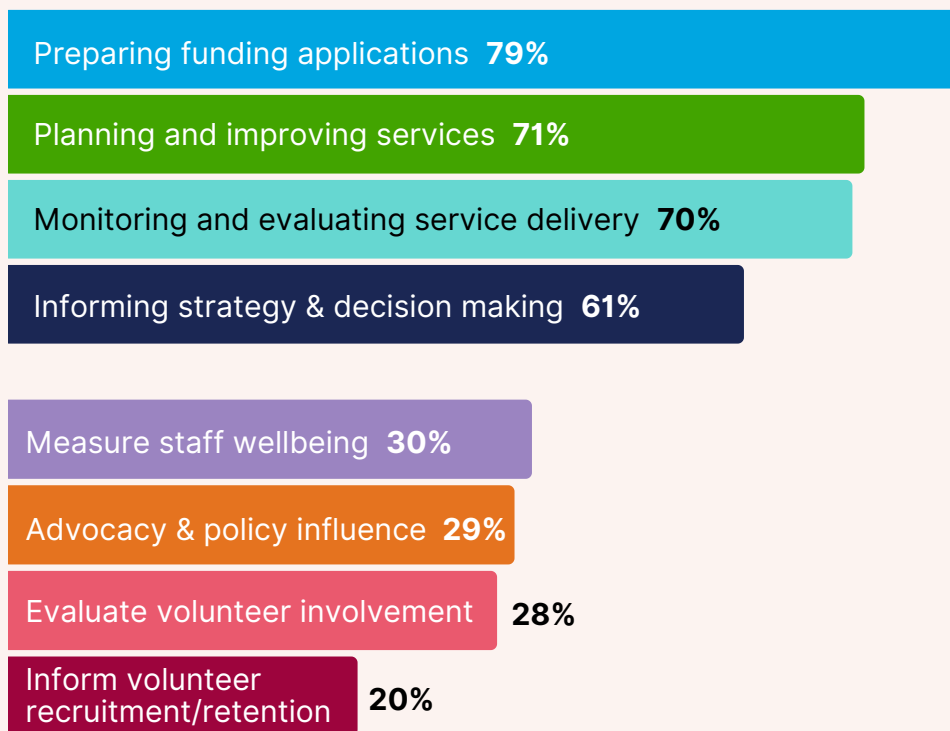 Preparing funding applications 79%
Planning and improving services 71%
Monitoring and evaluating service delivery 70%
Informing strategy & decision making 61%
Measure staff wellbeing 30%
Advocacy & policy influence 29%
Evaluate volunteer involvement 28%
Inform volunteer
recruitment/retention 20%